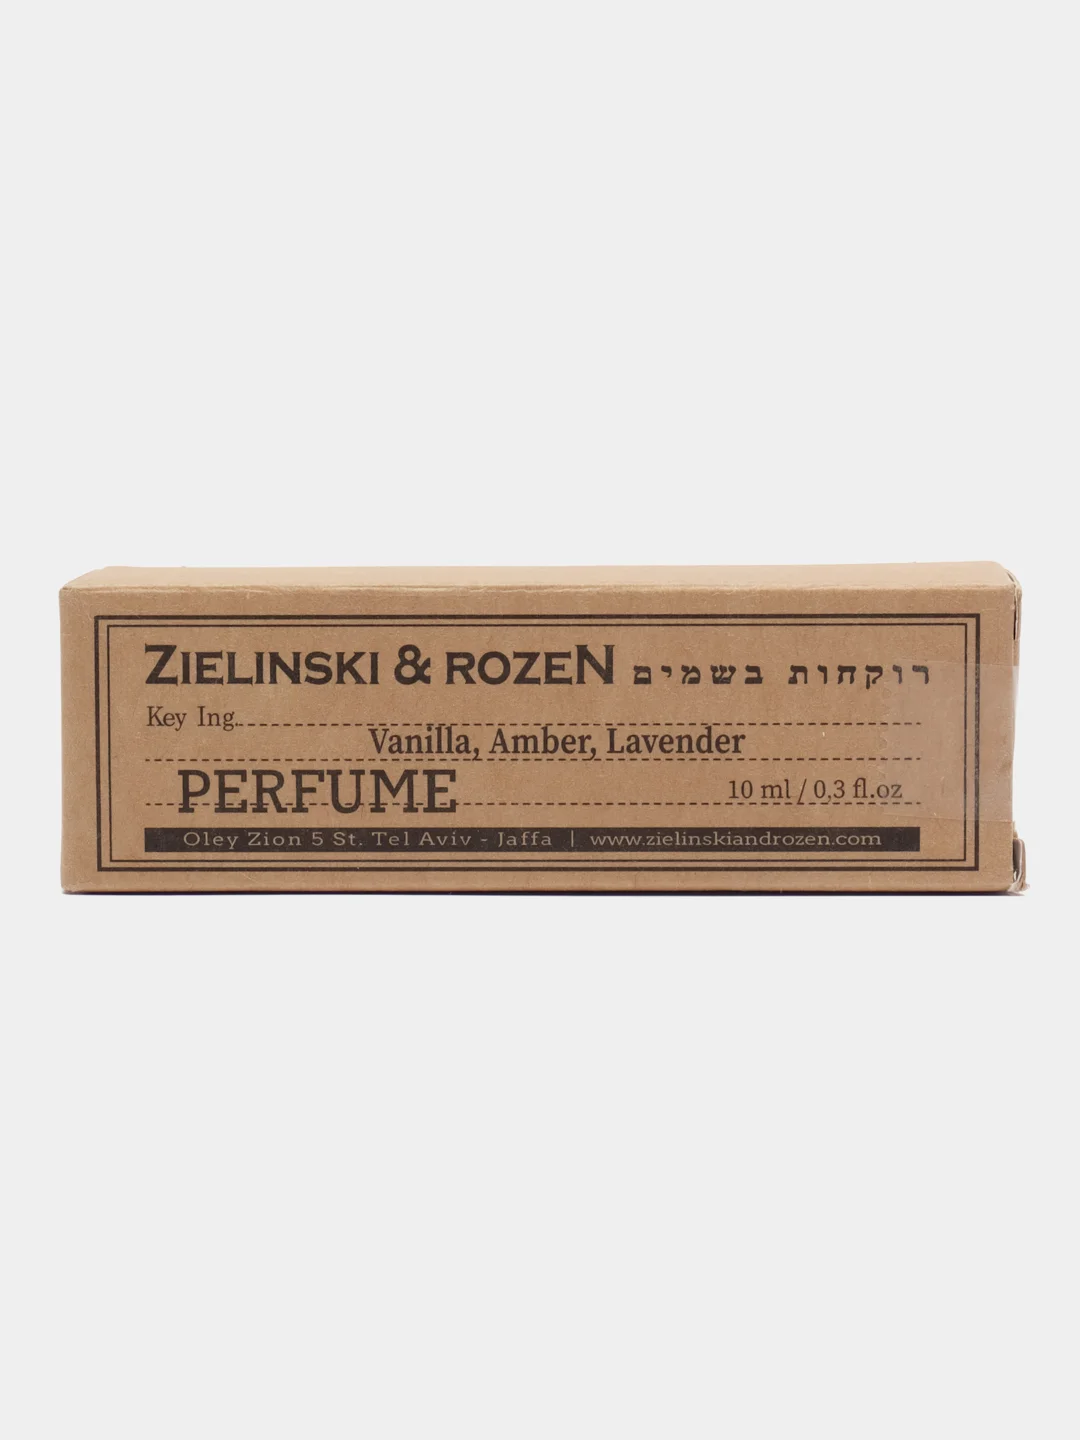 ZIELINSKI & ROZEN רוקחות בשמים
Key Ing.
Vanilla, Amber, Lavender
PERFUME 10 ml / 0,3 fl.oz
Oley Zion 5 St. Tel Aviv - Jaffa | www.zielinskiandrozen.com